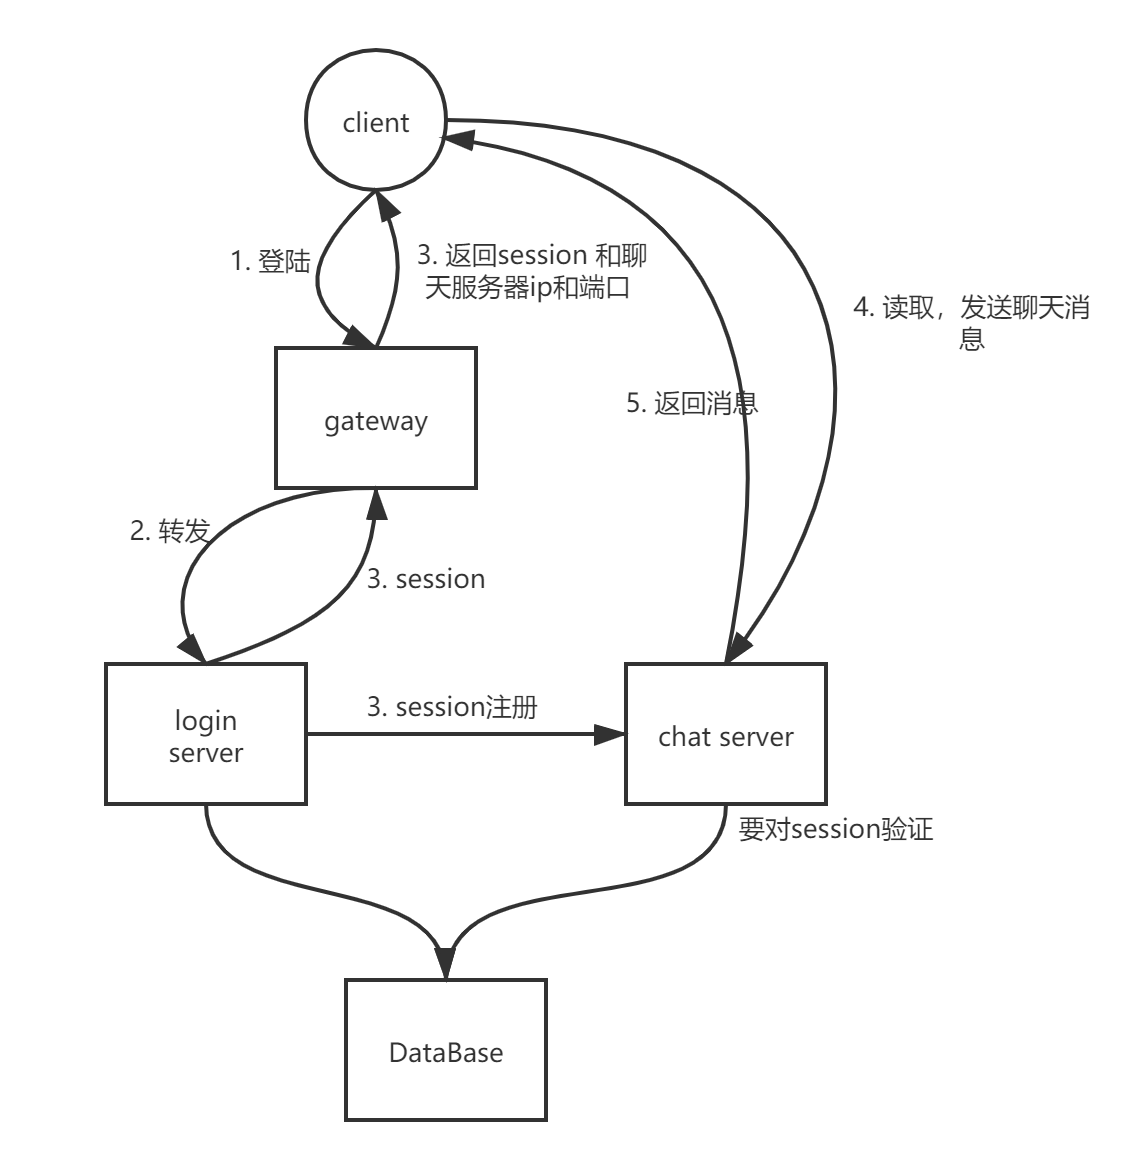 client
1. 登陆
3. 返回session 和聊
天服务器ip和端口
4. 读取，发送聊天消
息
5. 返回消息
gateway
2. 转发
3. session
login
server
3. session注册
chat server
要对session验证
DataBase